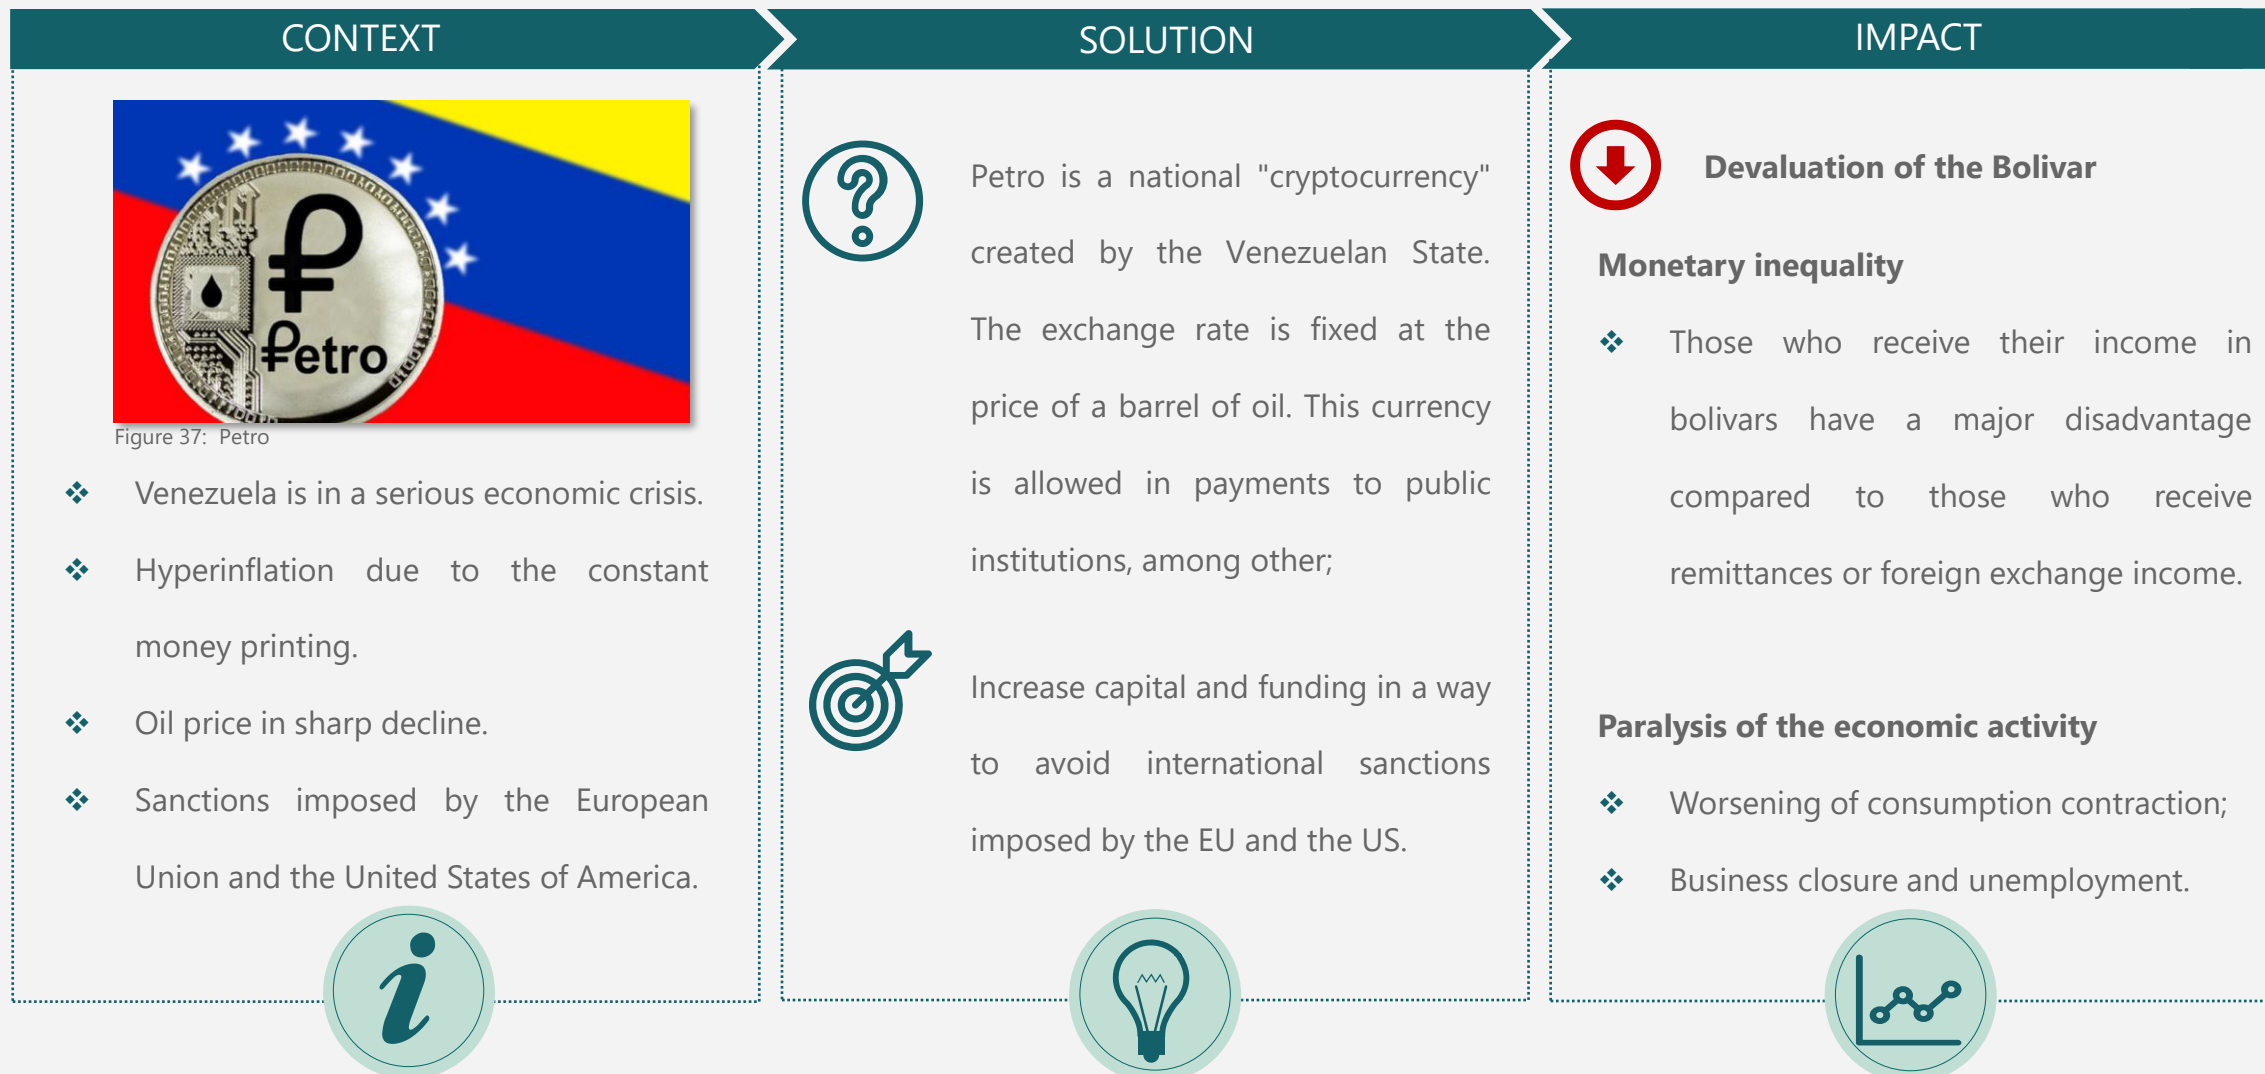 CONTEXT
₽
Petro
Figure 37: Petro
❖ Venezuela is in a serious economic crisis.
❖ Hyperinflation due to the constant
money printing.
❖ Oil price in sharp decline.
❖ Sanctions imposed by the European
Union and the United States of America.
SOLUTION
Petro is a national "cryptocurrency"
created by the Venezuelan State.
The exchange rate is fixed at the
price of a barrel of oil. This currency
is allowed in payments to public
institutions, among other;
Increase capital and funding in a way
to avoid international sanctions
imposed by the EU and the US.
IMPACT
Devaluation of the Bolivar
Monetary inequality
❖ Those who receive their income in
bolivars have a major disadvantage
compared to those who receive
remittances or foreign exchange income.
Paralysis of the economic activity
❖ Worsening of consumption contraction;
❖ Business closure and unemployment.